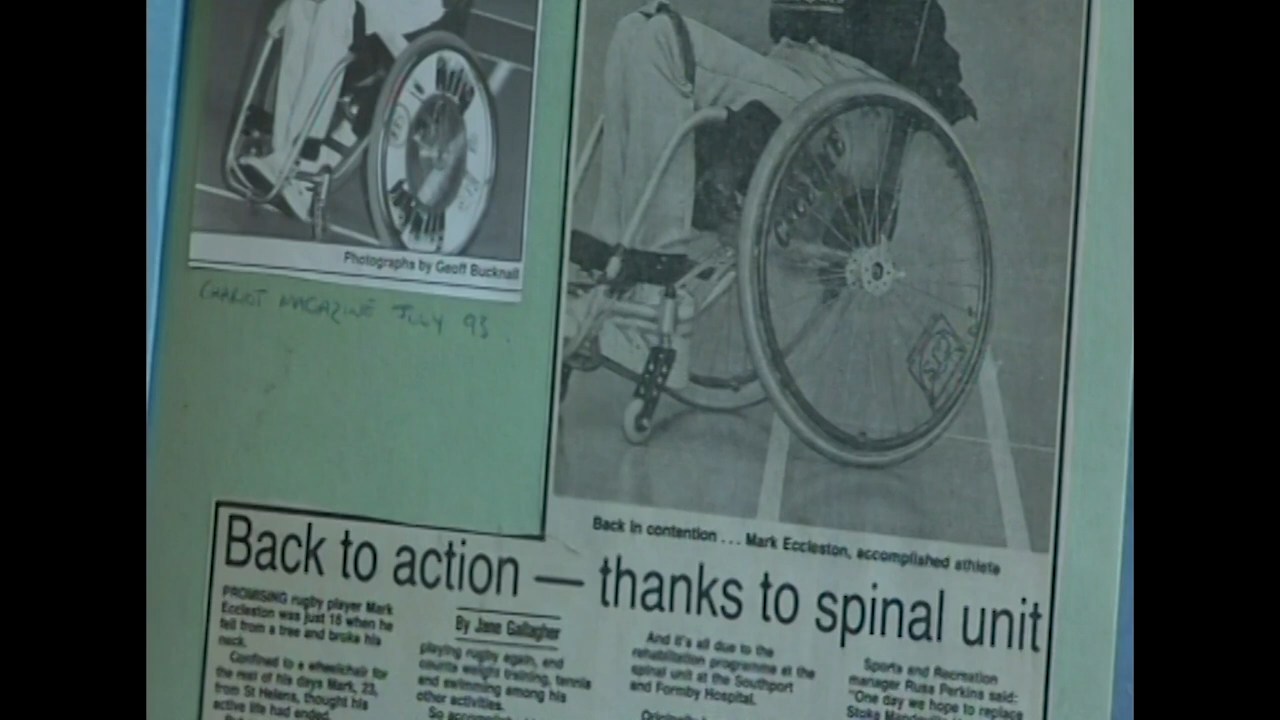 Photographs by Geoff Bucknall
CHARIOT MAGAZINE JULY 93
Back in contention ... Mark Eccleston, accomplished athlete
Back to action — thanks to spinal unit
PROMISING rugby player Mark
Eccleston was just 18 when he
fell from a tree and broke his
neck.
Confined to a wheelchair for
the rest of his days Mark, 23,
from St Helens, thought his
active life had ended.
By Jane Gallagher
playing rugby again, and
counts weight training, tennis
and swimming among his
other activities.
And it's all due to the
rehabilitation programme at the
spinal unit at the Southport
and Formby Hospital.
Sports and Recreation
manager Russ Perkins said:
"One day we hope to replace